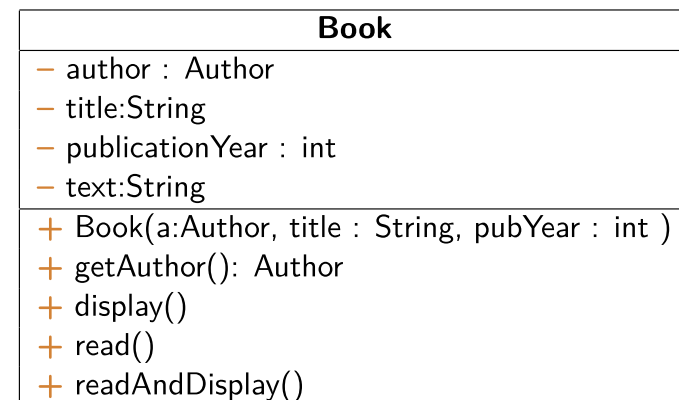 Book
– author : Author
– title:String
– publicationYear : int
– text:String
+ Book(a:Author, title : String, pubYear : int )
+ getAuthor(): Author
+ display()
+ read()
+ readAndDisplay()